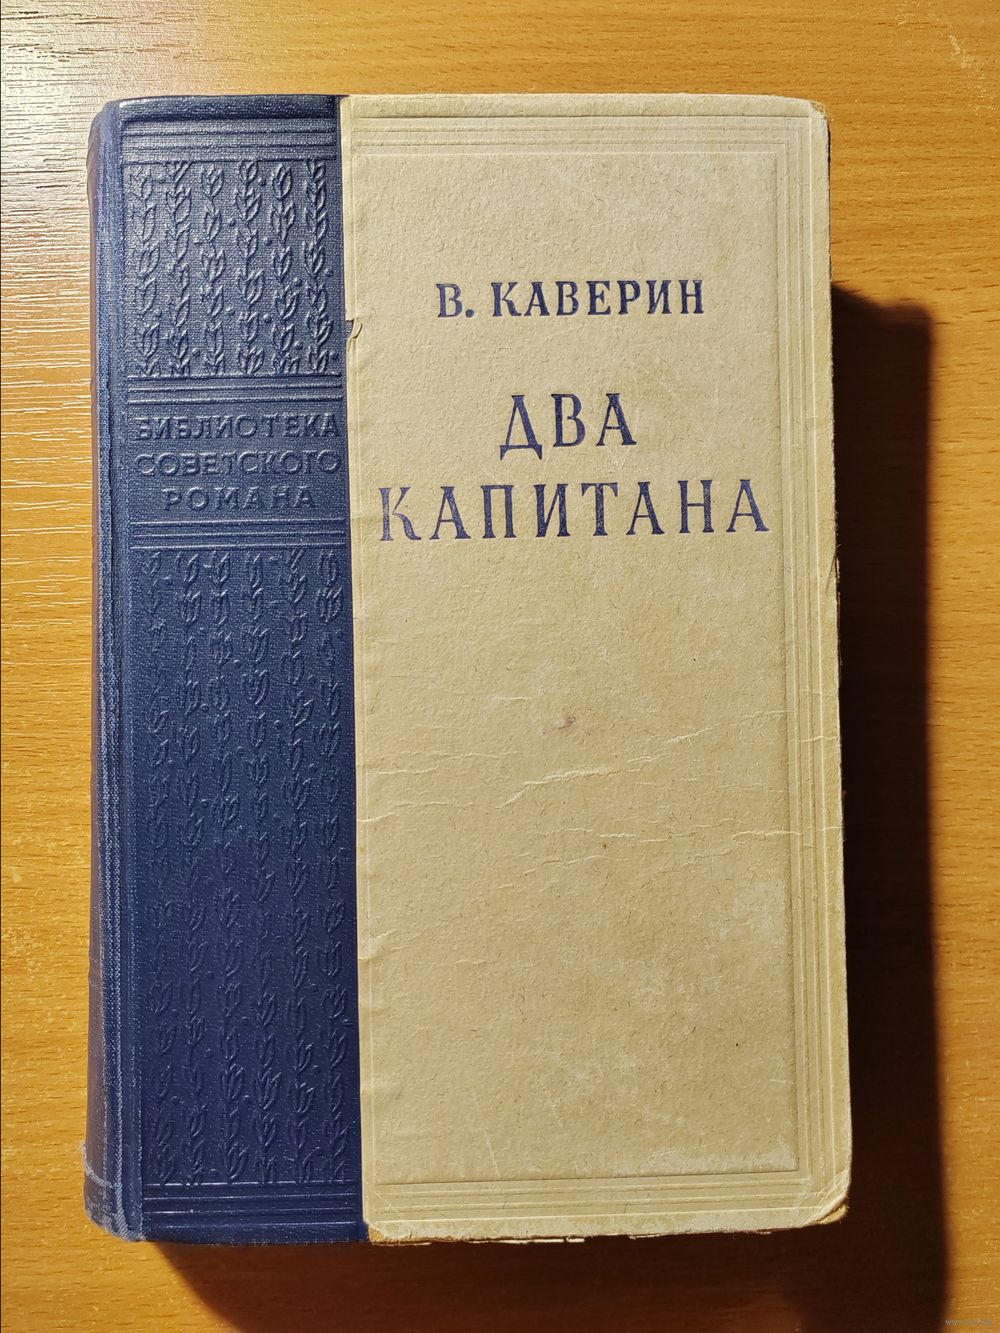 В. КАВЕРИН
ДВА
КАПИТАНА
БИБЛИОТЕКА
СОВЕТСКОГО
РОМАНА